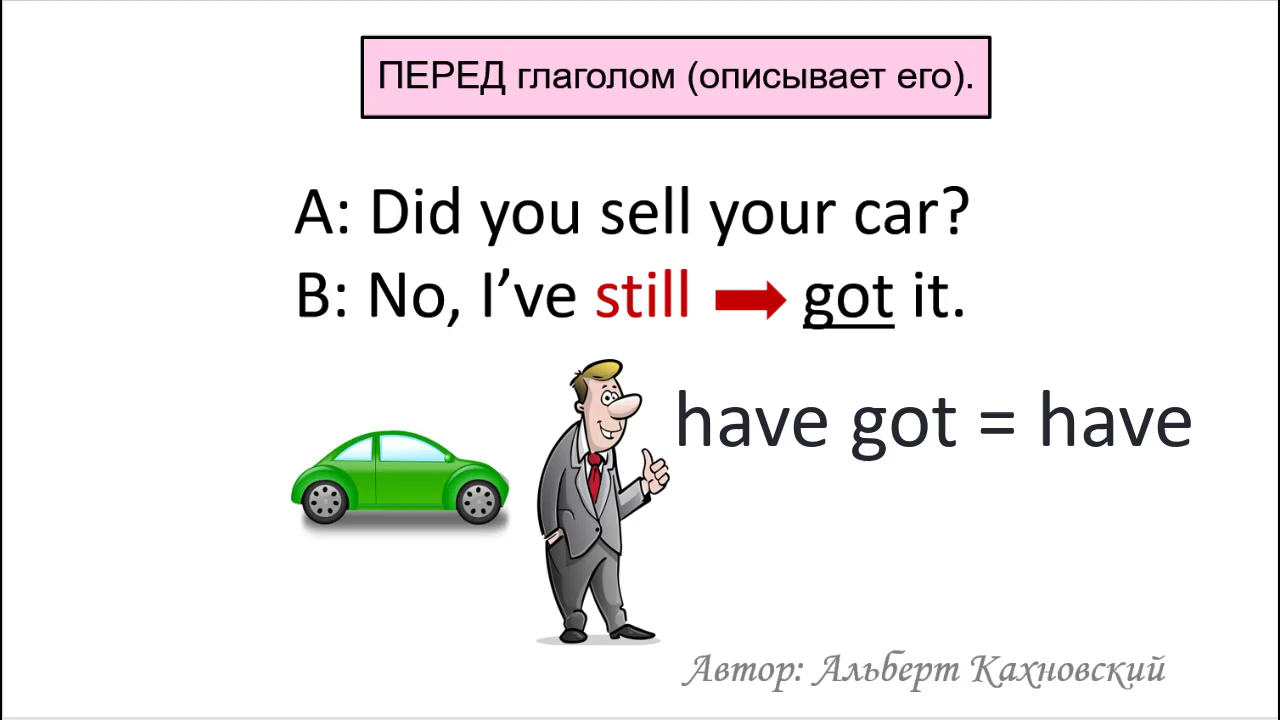 ПЕРЕД глаголом (описывает его).
A: Did you sell your car?
B: No, I’ve still got it.
have got = have
Автор: Альберт Кахновский